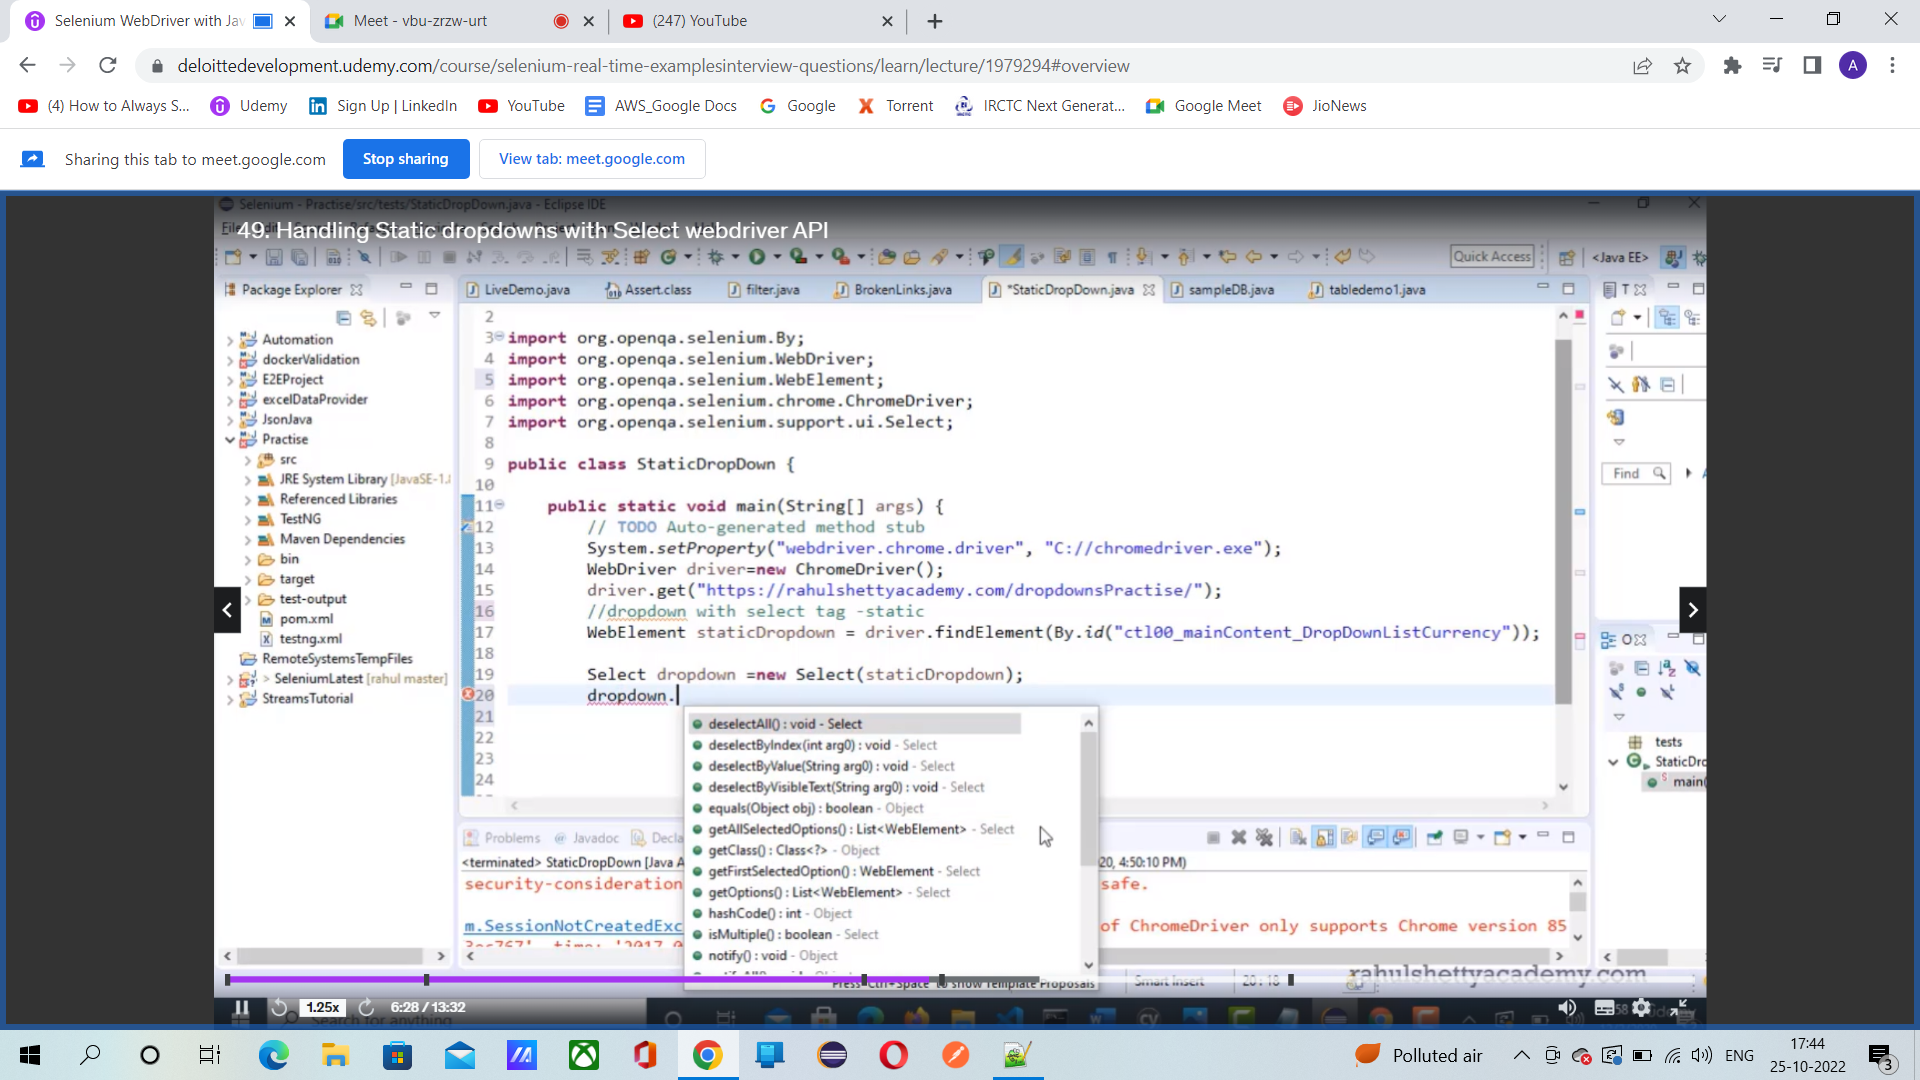 Selenium WebDriver with Jav
Meet - vbu-zrzw-urt
(247) YouTube
deloittedevelopment.udemy.com/course/selenium-real-time-examplesinterview-questions/learn/lecture/1979294#overview
A
(4) How to Always S...
Udemy
Sign Up | LinkedIn
YouTube
AWS_Google Docs
Google
Torrent
IRCTC Next Generat...
Google Meet
JioNews
Sharing this tab to meet.google.com
Stop sharing
View tab: meet.google.com
Selenium - Practise/src/tests/StaticDropDown.java - Eclipse IDE
49. Handling Static dropdowns with Select webdriver API
Quick Access
<Java EE>
Package Explorer
LiveDemo.java
Assert.class
filter.java
BrokenLinks.java
*StaticDropDown.java
sampleDB.java
tabledemo1.java
T
Automation
dockerValidation
E2EProject
excelDataProvider
JsonJava
Practise
src
JRE System Library [JavaSE-1.
Referenced Libraries
TestNG
Maven Dependencies
bin
target
test-output
pom.xml
testng.xml
RemoteSystemsTempFiles
> SeleniumLatest [rahul master]
StreamsTutorial
2
3 import org.openqa.selenium.By;
4 import org.openqa.selenium.WebDriver;
5 import org.openqa.selenium.WebElement;
6 import org.openqa.selenium.chrome.ChromeDriver;
7 import org.openqa.selenium.support.ui.Select;
8
9 public class StaticDropDown {
10
11 public static void main(String[] args) {
12 // TODO Auto-generated method stub
13 System.setProperty("webdriver.chrome.driver", "C://chromedriver.exe");
14 WebDriver driver=new ChromeDriver();
15 driver.get("https://rahulshettyacademy.com/dropdownsPractise/");
16 //dropdown with select tag -static
17 WebElement staticDropdown = driver.findElement(By.id("ctl00_mainContent_DropDownListCurrency"));
18
19 Select dropdown =new Select(staticDropdown);
20 dropdown.
21
22
23
24
deselectAll() : void - Select
deselectByIndex(int arg0) : void - Select
deselectByValue(String arg0) : void - Select
deselectByVisibleText(String arg0) : void - Select
equals(Object obj) : boolean - Object
getAllSelectedOptions() : List<WebElement> - Select
getClass() : Class<?> - Object
getFirstSelectedOption() : WebElement - Select
getOptions() : List<WebElement> - Select
hashCode() : int - Object
isMultiple() : boolean - Select
notify() : void - Object
Press 'Ctrl+Space' to show Template Proposals
Find
O
tests
StaticDro
main(
Problems
Javadoc
Decla
<terminated> StaticDropDown [Java A
20, 4:50:10 PM)
security-consideration
safe.
m.SessionNotCreatedExc
of ChromeDriver only supports Chrome version 85
Smart Insert
20 : 18
rahulshettyacademy.com
1.25x
6:28 / 13:32
Search for anything
Polluted air
ENG
17:44
25-10-2022
3